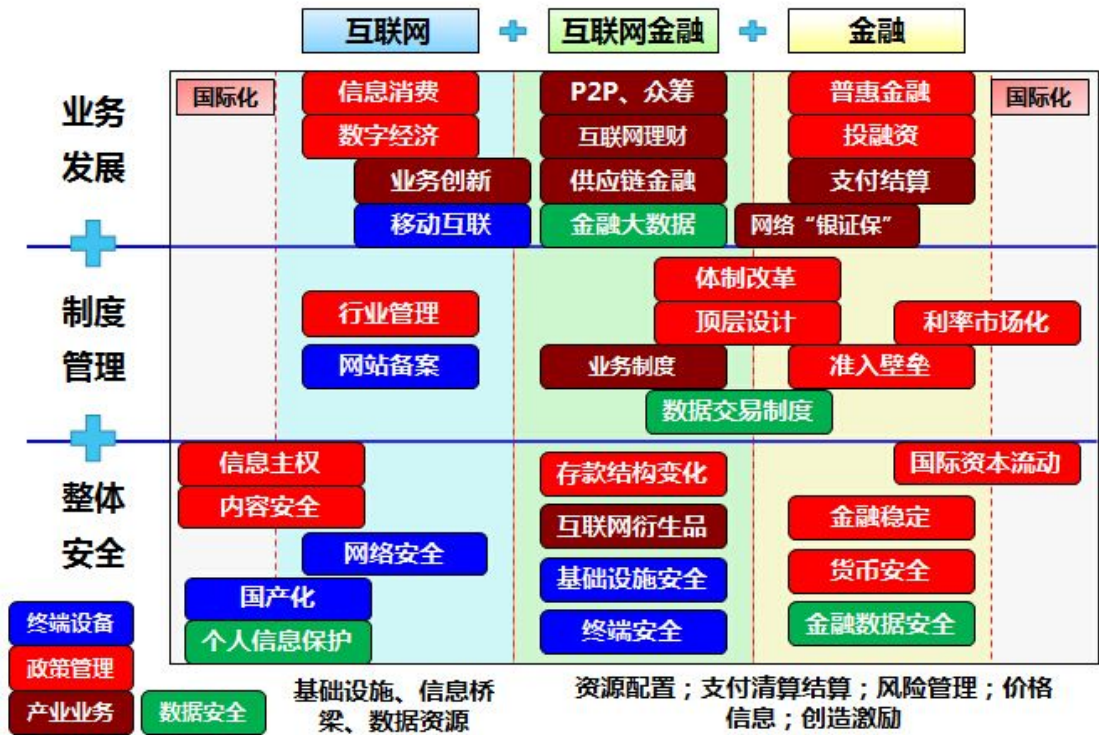 互联网
互联网金融
金融
业务
发展
国际化
信息消费
P2P、众筹
普惠金融
国际化
数字经济
互联网理财
投融资
业务创新
供应链金融
支付结算
移动互联
金融大数据
网络“银证保”
制度
管理
体制改革
行业管理
顶层设计
利率市场化
网站备案
业务制度
准入壁垒
数据交易制度
整体
安全
信息主权
存款结构变化
国际资本流动
内容安全
互联网衍生品
金融稳定
网络安全
基础设施安全
货币安全
国产化
终端安全
金融数据安全
个人信息保护
终端设备
政策管理
产业业务
数据安全
基础设施、信息桥
梁、数据资源
资源配置；支付清算结算；风险管理；价格
信息；创造激励